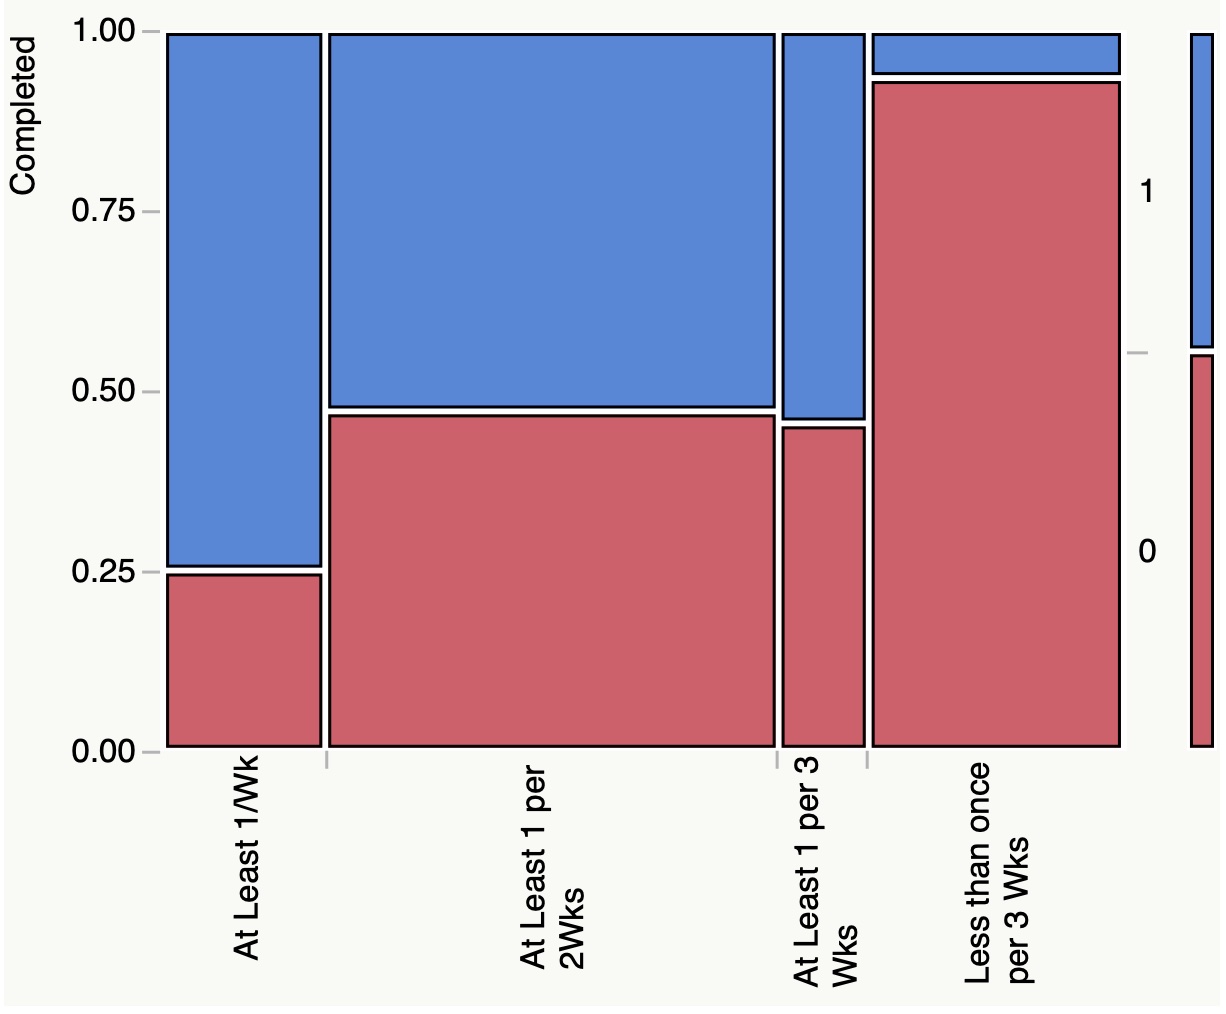 Completed
1.00
0.75
0.50
0.25
0.00
1
0
At Least 1/Wk
At Least 1 per
2Wks
At Least 1 per 3
Wks
Less than once
per 3 Wks